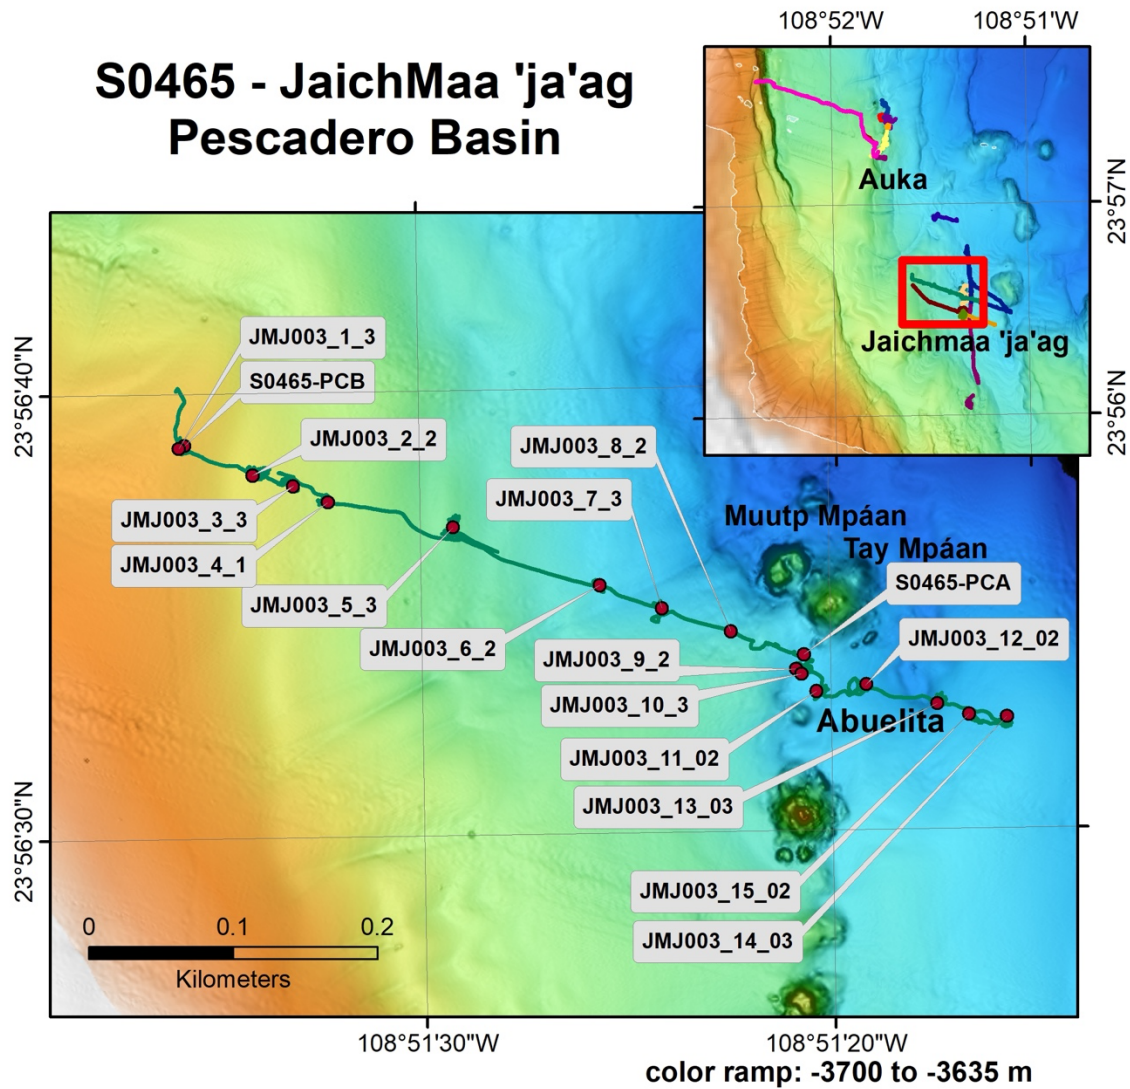 S0465 - JaichMaa 'ja'ag
Pescadero Basin
108°52'W
108°51'W
Auka
23°57'N
Jaichmaa 'ja'ag
23°56'N
23°56'40"N
JMJ003_1_3
S0465-PCB
JMJ003_2_2
JMJ003_8_2
JMJ003_7_3
JMJ003_3_3
JMJ003_4_1
Muutp Mpáan
Tay Mpáan
S0465-PCA
JMJ003_5_3
JMJ003_12_02
JMJ003_6_2
JMJ003_9_2
JMJ003_10_3
Abuelita
JMJ003_11_02
JMJ003_13_03
23°56'30"N
JMJ003_15_02
JMJ003_14_03
0 0.1 0.2
Kilometers
108°51'30"W
108°51'20"W
color ramp: -3700 to -3635 m